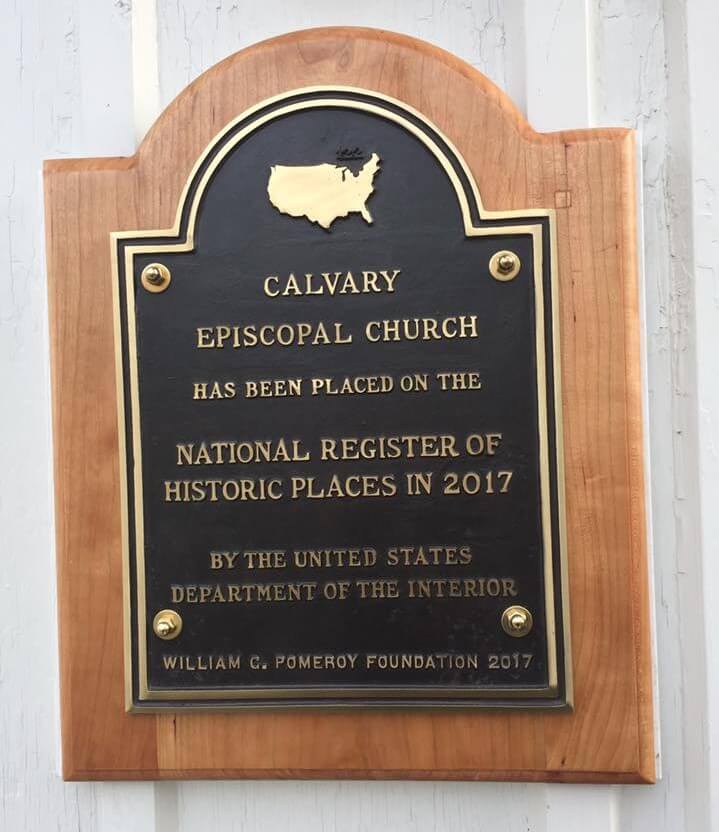 CALVARY
EPISCOPAL CHURCH
HAS BEEN PLACED ON THE
NATIONAL REGISTER OF
HISTORIC PLACES IN 2017
BY THE UNITED STATES
DEPARTMENT OF THE INTERIOR
WILLIAM G. POMEROY FOUNDATION 2017